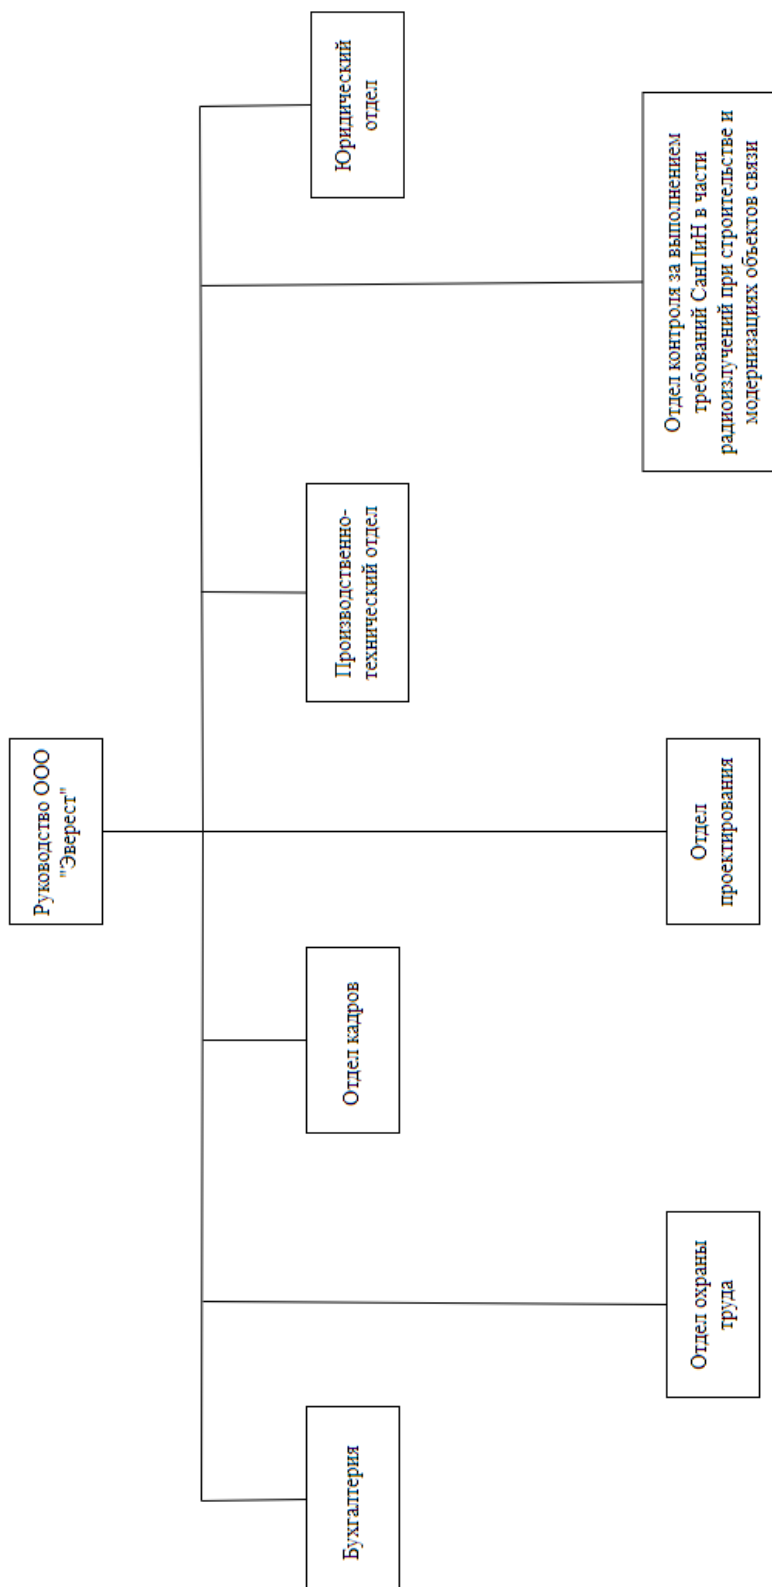 Руководство ООО
"Эверест"
Бухгалтерия
Отдел кадров
Производственно-
технический отдел
Юридический
отдел
Отдел охраны
труда
Отдел
проектирования
Отдел контроля за выполнением
требований СанПиН в части
радиоизлучений при строительстве и
модернизациях объектов связи